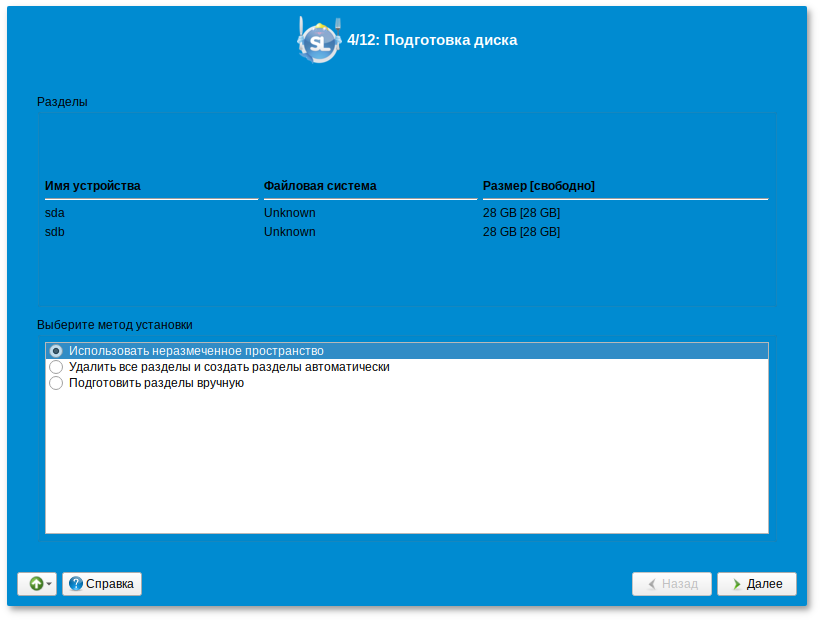 SL 4/12: Подготовка диска
Разделы
Имя устройства Файловая система Размер [свободно]
sda Unknown 28 GB [28 GB]
sdb Unknown 28 GB [28 GB]
Выберите метод установки
Использовать неразмеченное пространство
Удалить все разделы и создать разделы автоматически
Подготовить разделы вручную
? Справка Назад Далее